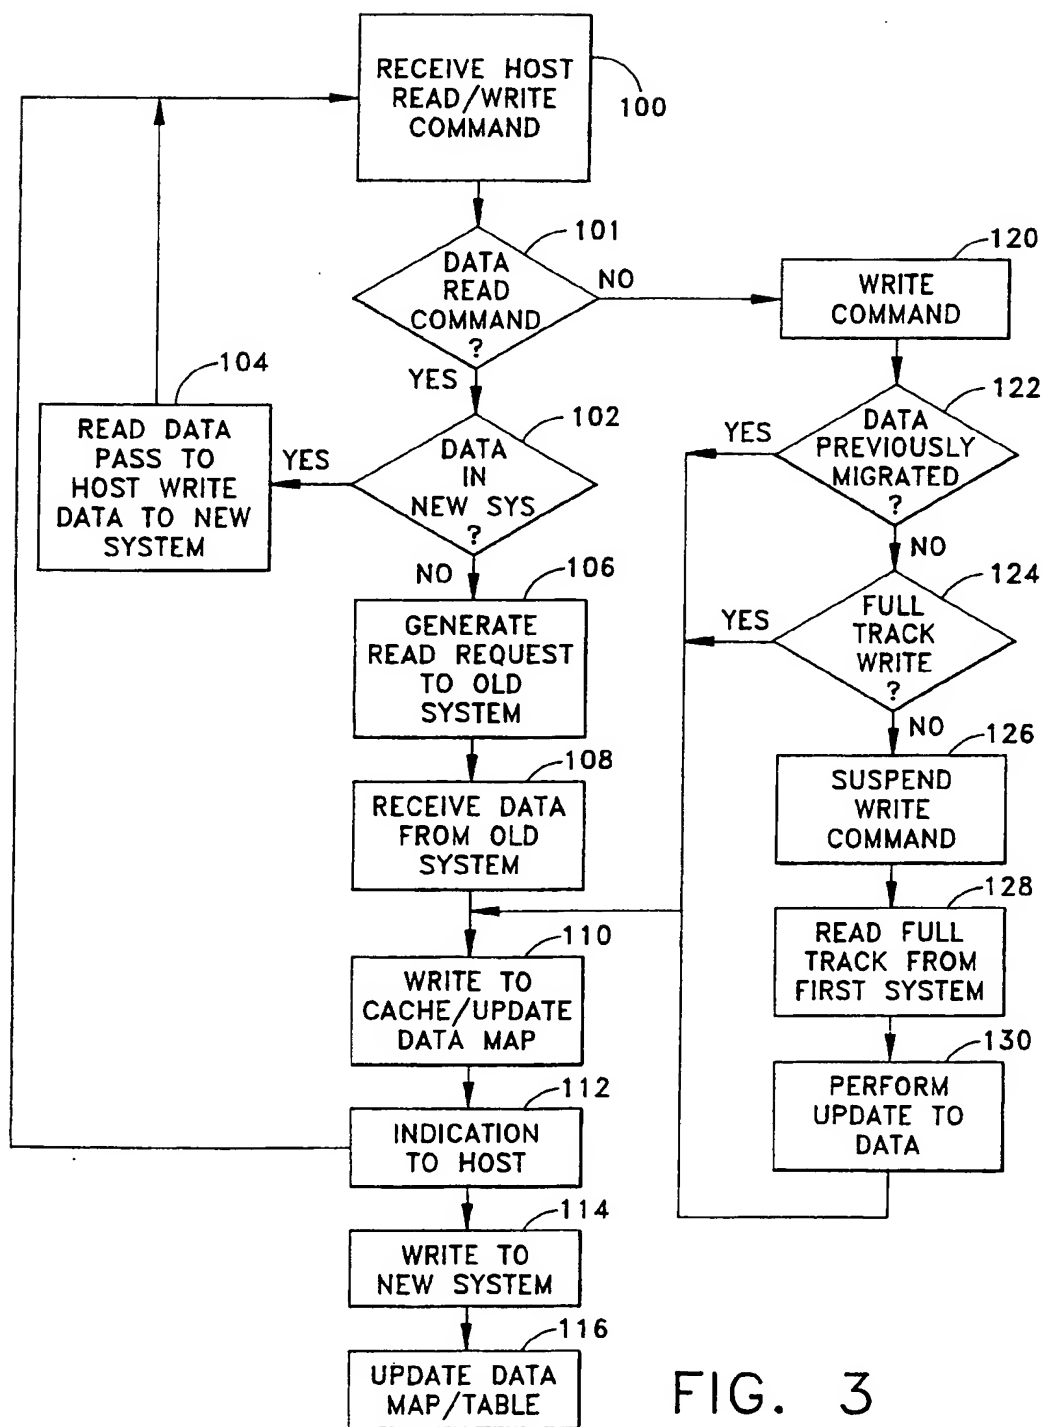 RECEIVE HOST
READ/WRITE
COMMAND
100
101
DATA
READ
COMMAND
?
NO
YES
120
WRITE
COMMAND
104
READ DATA
PASS TO
HOST WRITE
DATA TO NEW
SYSTEM
YES
102
DATA
IN
NEW SYS
?
NO
122
DATA
PREVIOUSLY
MIGRATED
?
YES
NO
106
GENERATE
READ REQUEST
TO OLD
SYSTEM
124
FULL
TRACK
WRITE
?
YES
NO
108
RECEIVE DATA
FROM OLD
SYSTEM
126
SUSPEND
WRITE
COMMAND
110
WRITE TO
CACHE/UPDATE
DATA MAP
128
READ FULL
TRACK FROM
FIRST SYSTEM
112
INDICATION
TO HOST
130
PERFORM
UPDATE TO
DATA
114
WRITE TO
NEW SYSTEM
116
UPDATE DATA
MAP/TABLE
FIG. 3